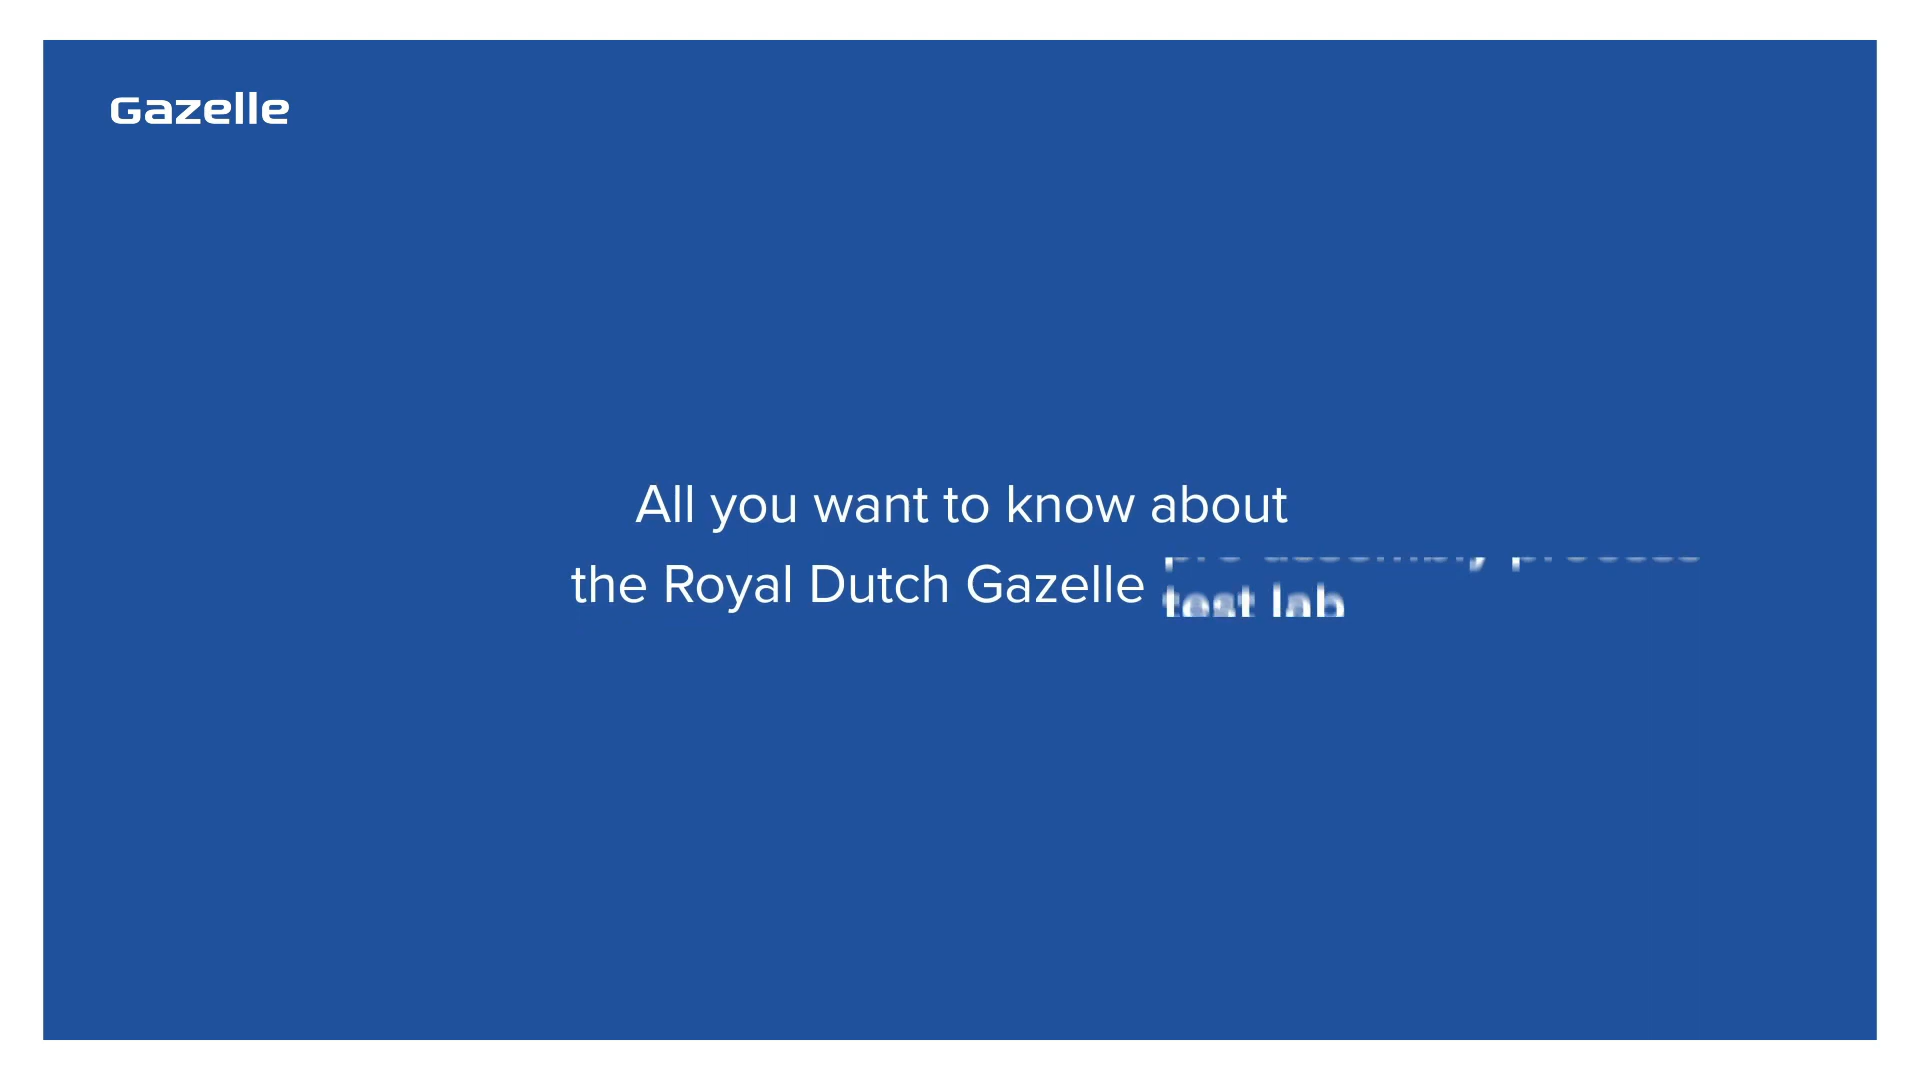 Gazelle
All you want to know about
the Royal Dutch Gazelle
test lab